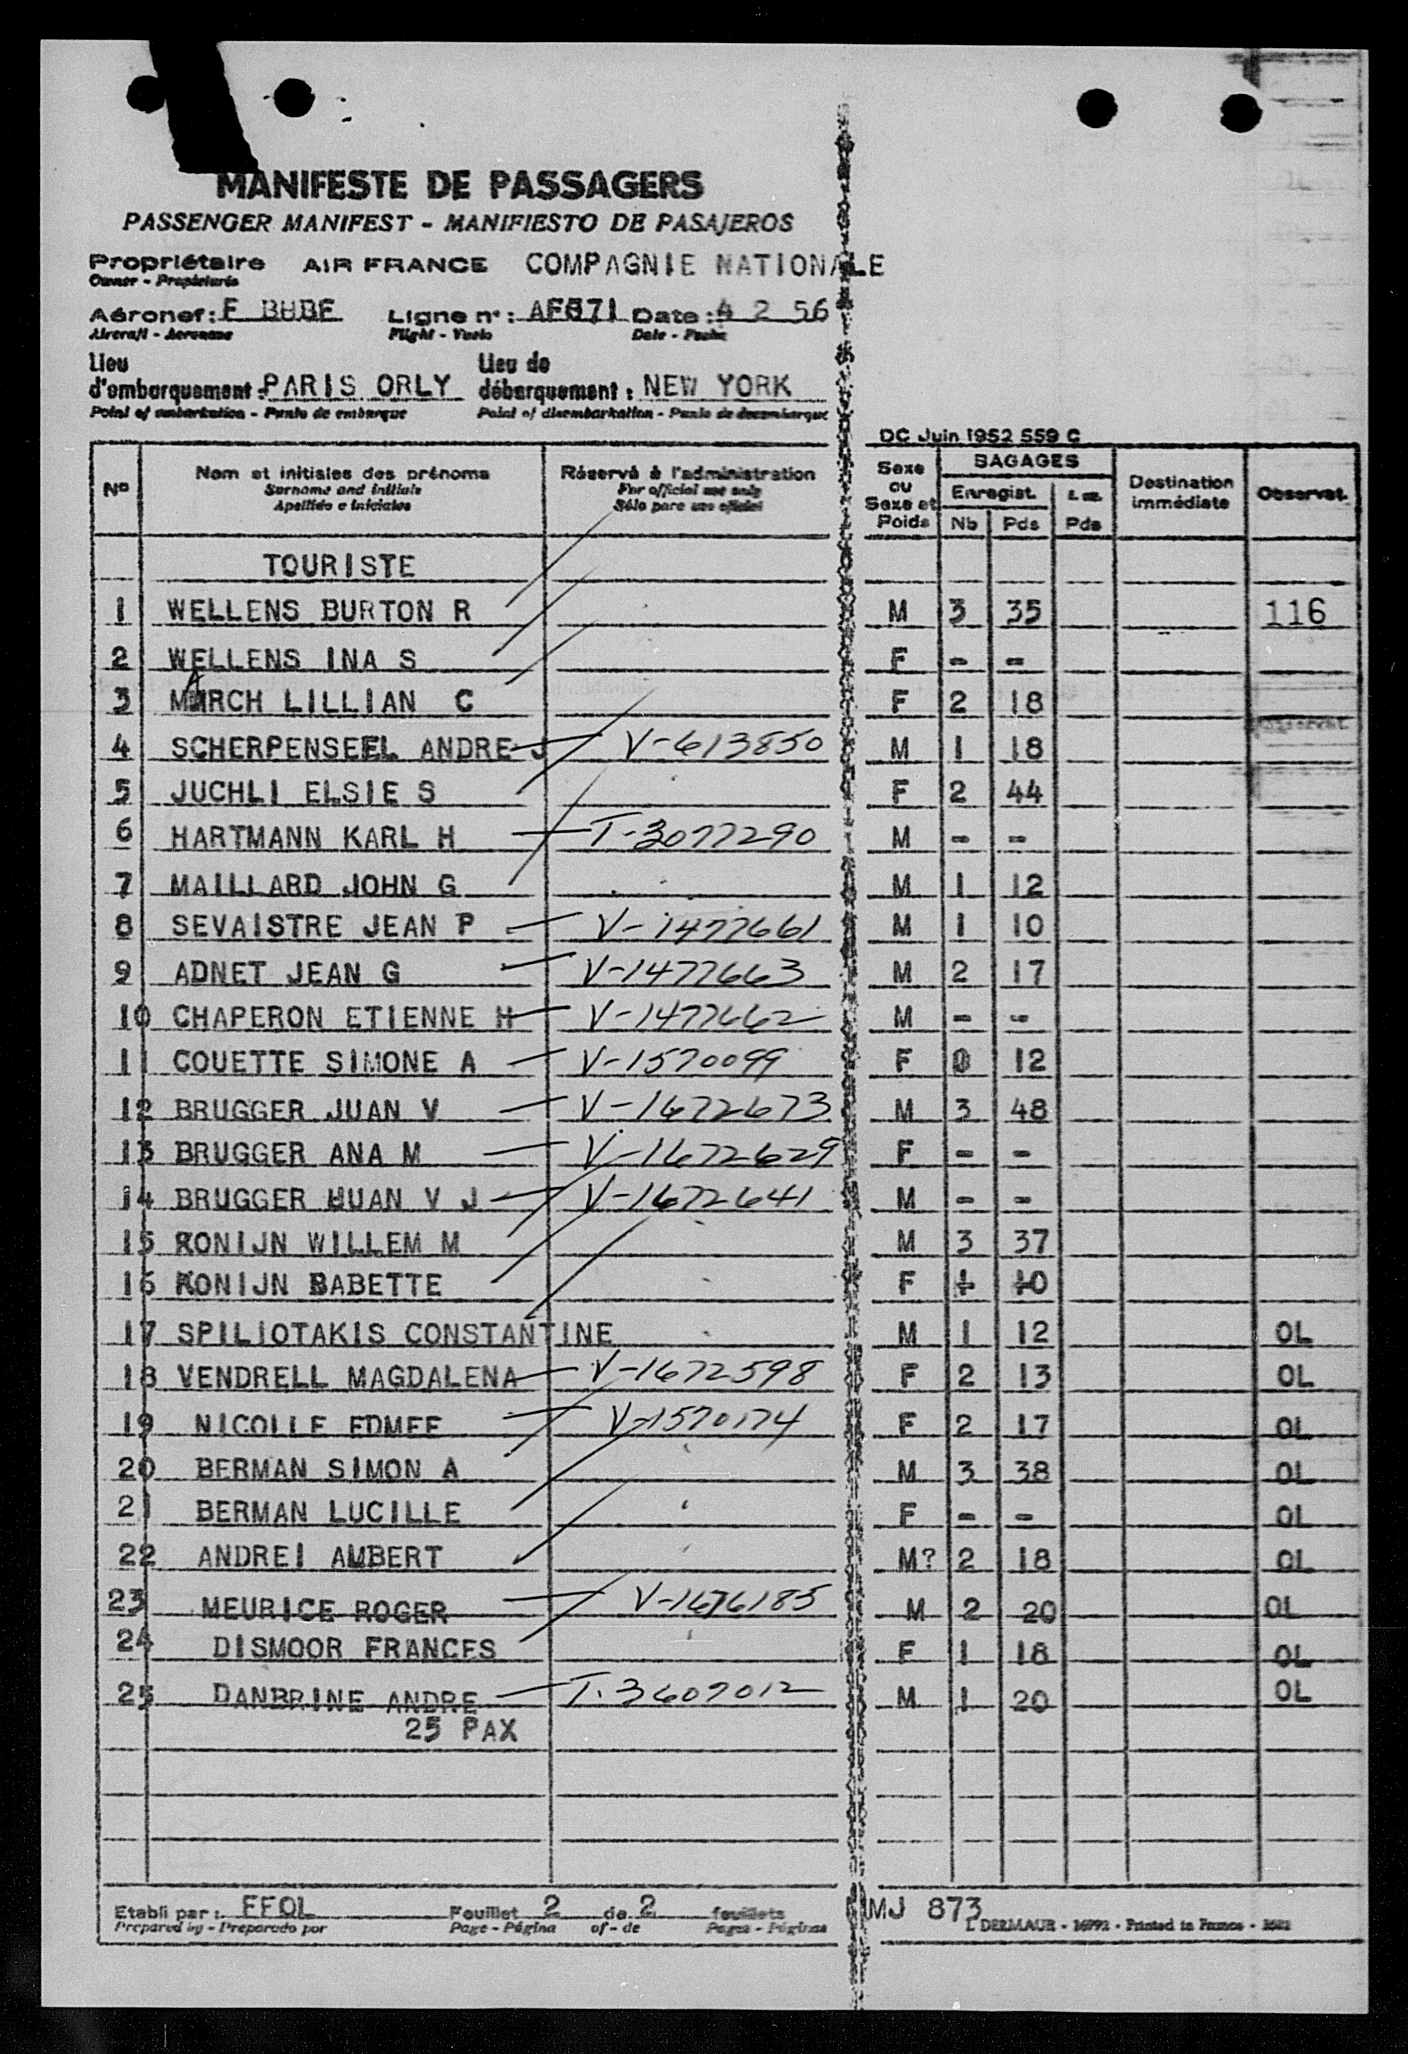 MANIFESTE DE PASSAGERS
PASSENGER MANIFEST - MANIFIESTO DE PASAJEROS
Propriétaire AIR FRANCE COMPAGNIE NATIONALE
Owner - Propietario
Aéronef: F BHBE Ligne n°: AF071 Date: 4 2 56
Aircraft - Aeronave Flight - Vuelo Date - Fecha
Lieu d'embarquement: PARIS ORLY Lieu de débarquement: NEW YORK
Point of embarkation - Punto de embarque Point of disembarkation - Punto de desembarque
DC Juin 1952 559 C
N° Nom et initiales des prénoms Réservé à l'administration Sexe ou Sexe et Poids BAGAGES Destination immédiate Observat.
Surname and initials For official use only Enregist.
Apellido e iniciales Sólo para uso oficial Nb Pds Pds
TOURISTE
1 WELLENS BURTON R M 3 35 116
2 WELLENS INA S F - -
3 MARCH LILLIAN C F 2 18
4 SCHERPENSEEL ANDRE J V-613850 M 1 18
5 JUCHLI ELSIE S F 2 44
6 HARTMANN KARL H T-3077290 M - -
7 MAILLARD JOHN G M 1 12
8 SEVAISTRE JEAN P V-1477661 M 1 10
9 ADNET JEAN G V-1477663 M 2 17
10 CHAPERON ETIENNE H V-1477662 M - -
11 COUETTE SIMONE A V-1570099 F 12
12 BRUGGER JUAN V V-1672673 M 3 48
13 BRUGGER ANA M V-1672629 F - -
14 BRUGGER JUAN V J V-1672641 M - -
15 KONIJN WILLEM M M 3 37
16 KONIJN BABETTE F 1 10
17 SPILIOTAKIS CONSTANTINE M 1 12 OL
18 VENDRELL MAGDALENA V-1672598 F 2 13 OL
19 NICOLLE EDMEE V-1570174 F 2 17 OL
20 BERMAN SIMON A M 3 38 OL
21 BERMAN LUCILLE F - - OL
22 ANDREI AMBERT M? 2 18 OL
23 MEURICE ROGER V-1676185 M 2 20 OL
24 DISMOOR FRANCES F 1 18 OL
25 DANBRINE ANDRE T-3607012 M 1 20 OL
25 PAX
Etabli par: FFOL Feuillet 2 de 2 feuillets MJ 873
Prepared by - Preparado por Page - Página of - de Pages - Páginas L. DERMAUR - 16992 - Printed in France